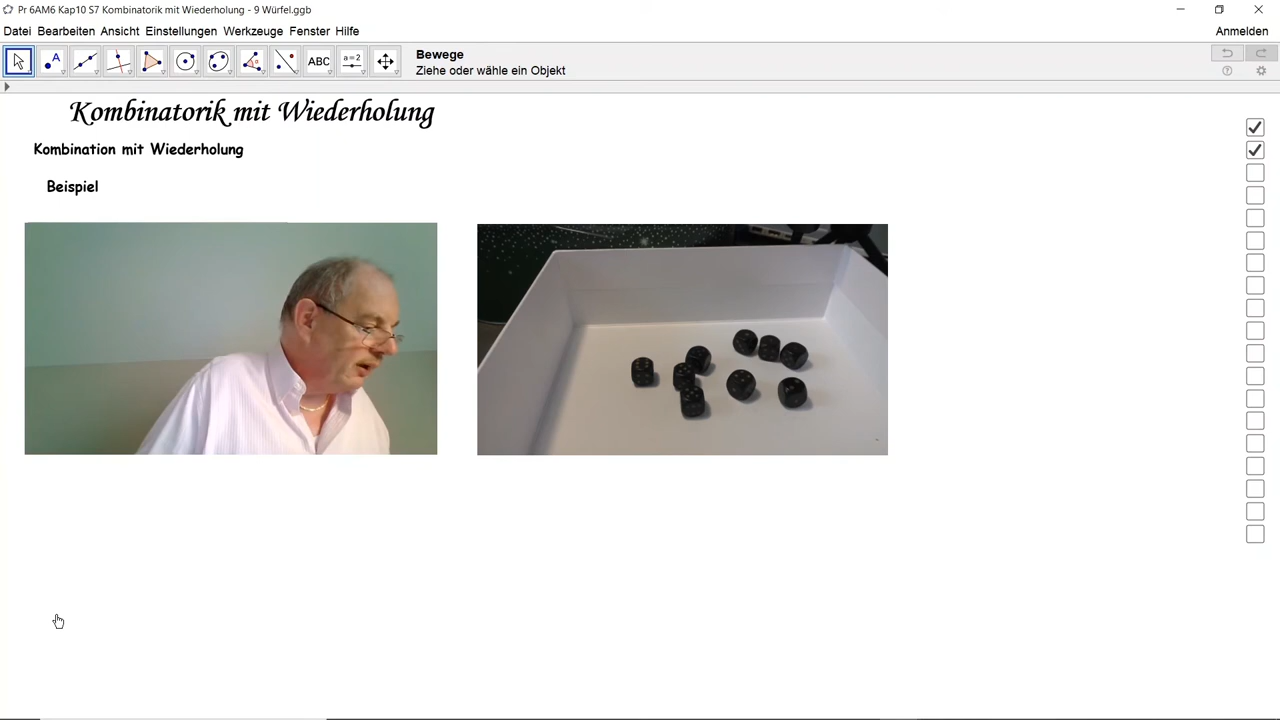 Pr 6AM6 Kap10 S7 Kombinatorik mit Wiederholung - 9 Würfel.ggb
Datei Bearbeiten Ansicht Einstellungen Werkzeuge Fenster Hilfe
Anmelden
A
ABC
a=2
Bewege
Ziehe oder wähle ein Objekt
Kombinatorik mit Wiederholung
Kombination mit Wiederholung
Beispiel